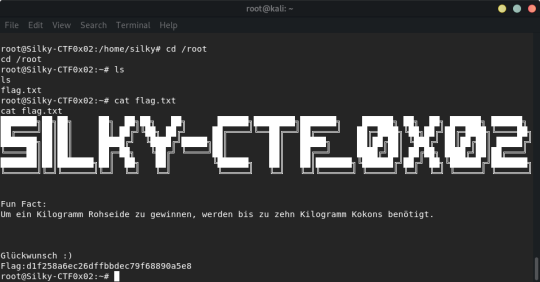 root@kali: ~
File Edit View Search Terminal Help
root@Silky-CTF0x02:/home/silky# cd /root
cd /root
root@Silky-CTF0x02:~# ls
ls
flag.txt
root@Silky-CTF0x02:~# cat flag.txt
cat flag.txt
SILKY-CTF 0X02
Fun Fact:
Um ein Kilogramm Rohseide zu gewinnen, werden bis zu zehn Kilogramm Kokons benötigt.
Glückwunsch :)
Flag:d1f258a6ec26dffbbdec79f68890a5e8
root@Silky-CTF0x02:~#